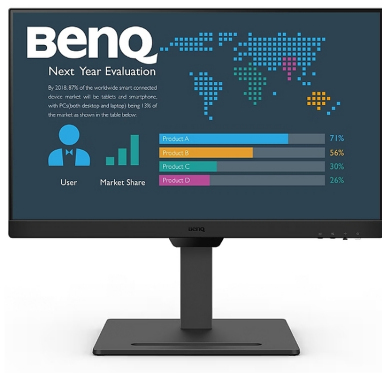 BenQ
Next Year Evaluation
By 2018, 87% of the worldwide smart connected
device market will be tablets and smartphone,
with PCs(both desktop and laptop) being 13% of
the market as shown in the table below:
Product A 71%
Product B 56%
Product C 30%
Product D 26%
User Market Share
BenQ